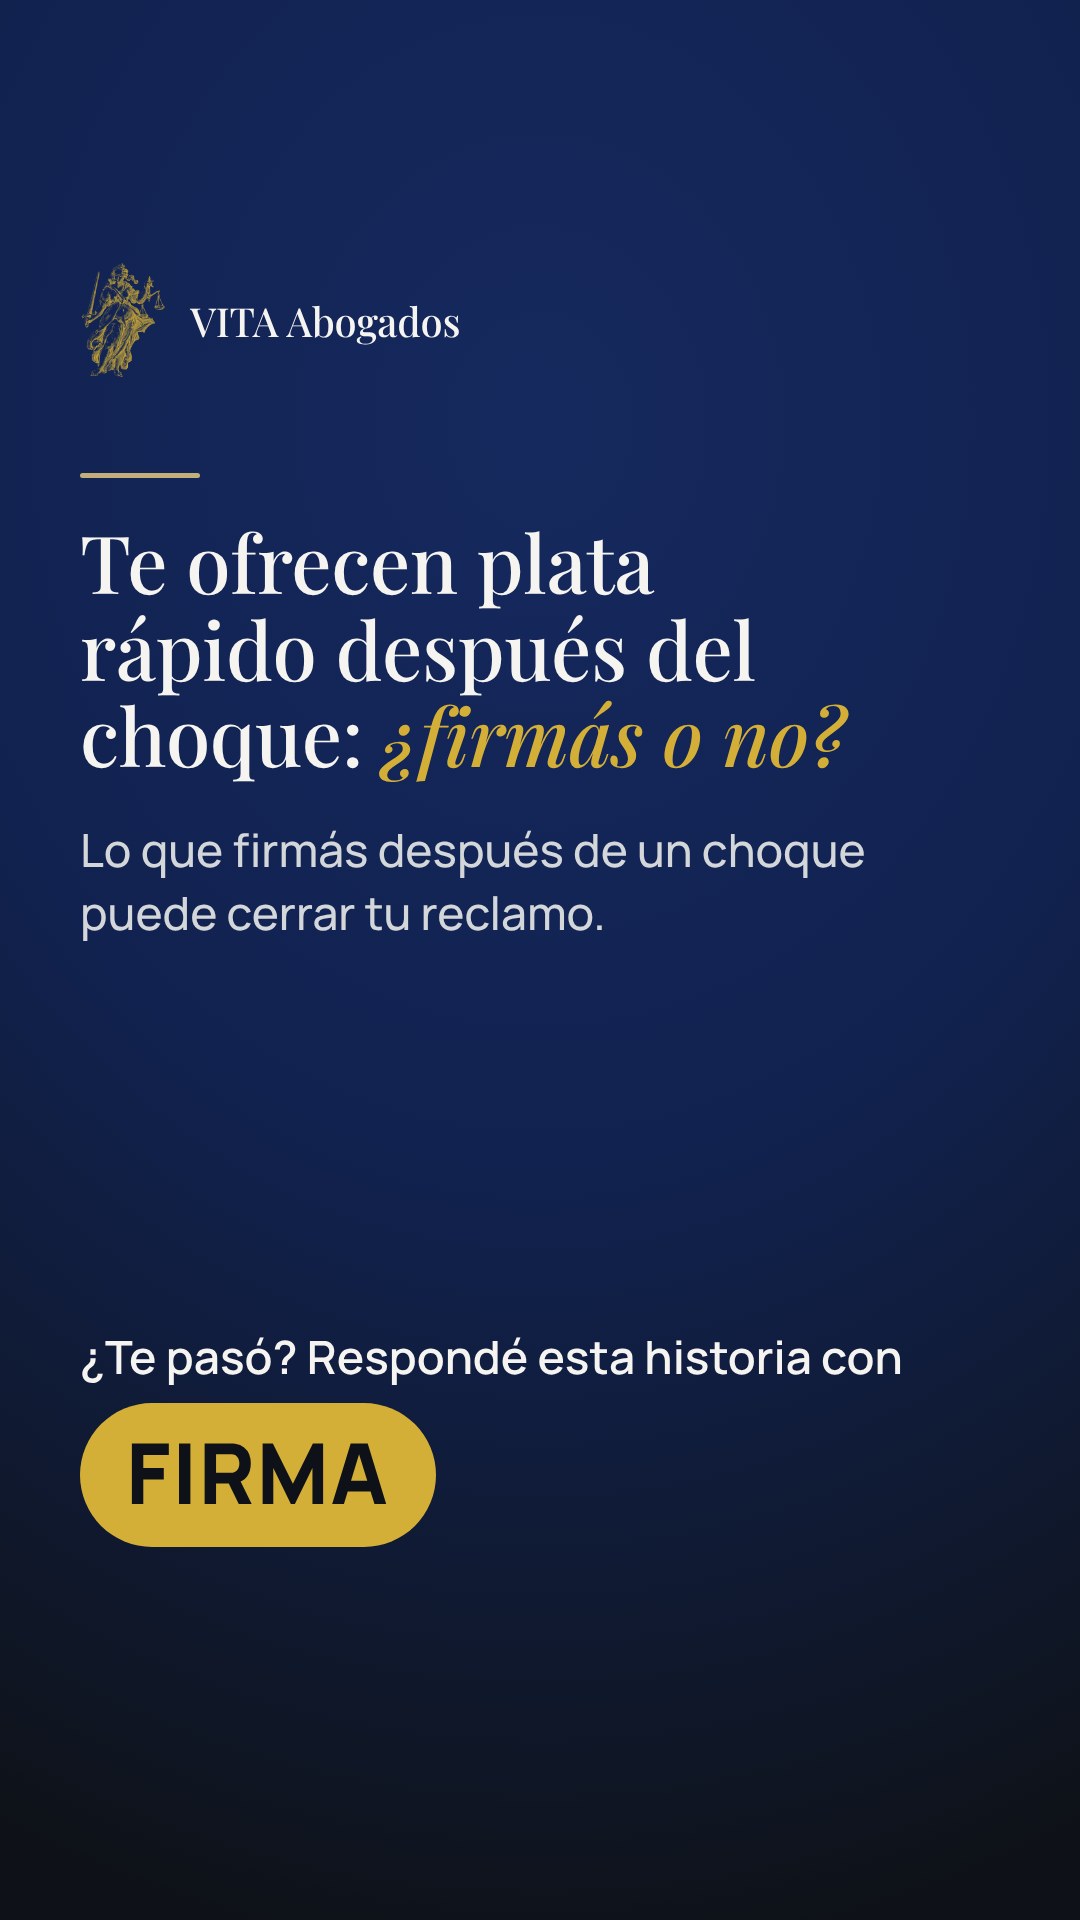 VITA Abogados
Te ofrecen plata
rápido después del
choque: ¿firmás o no?
Lo que firmás después de un choque
puede cerrar tu reclamo.
¿Te pasó? Respondé esta historia con
FIRMA